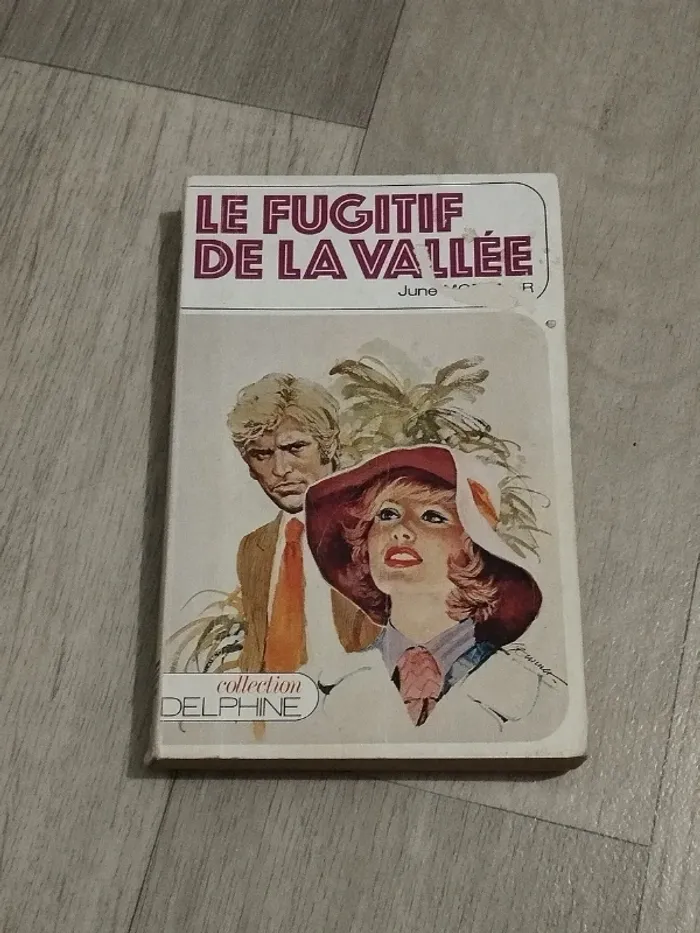 LE FUGITIF
DE LA VALLÉE
June
collection
DELPHINE